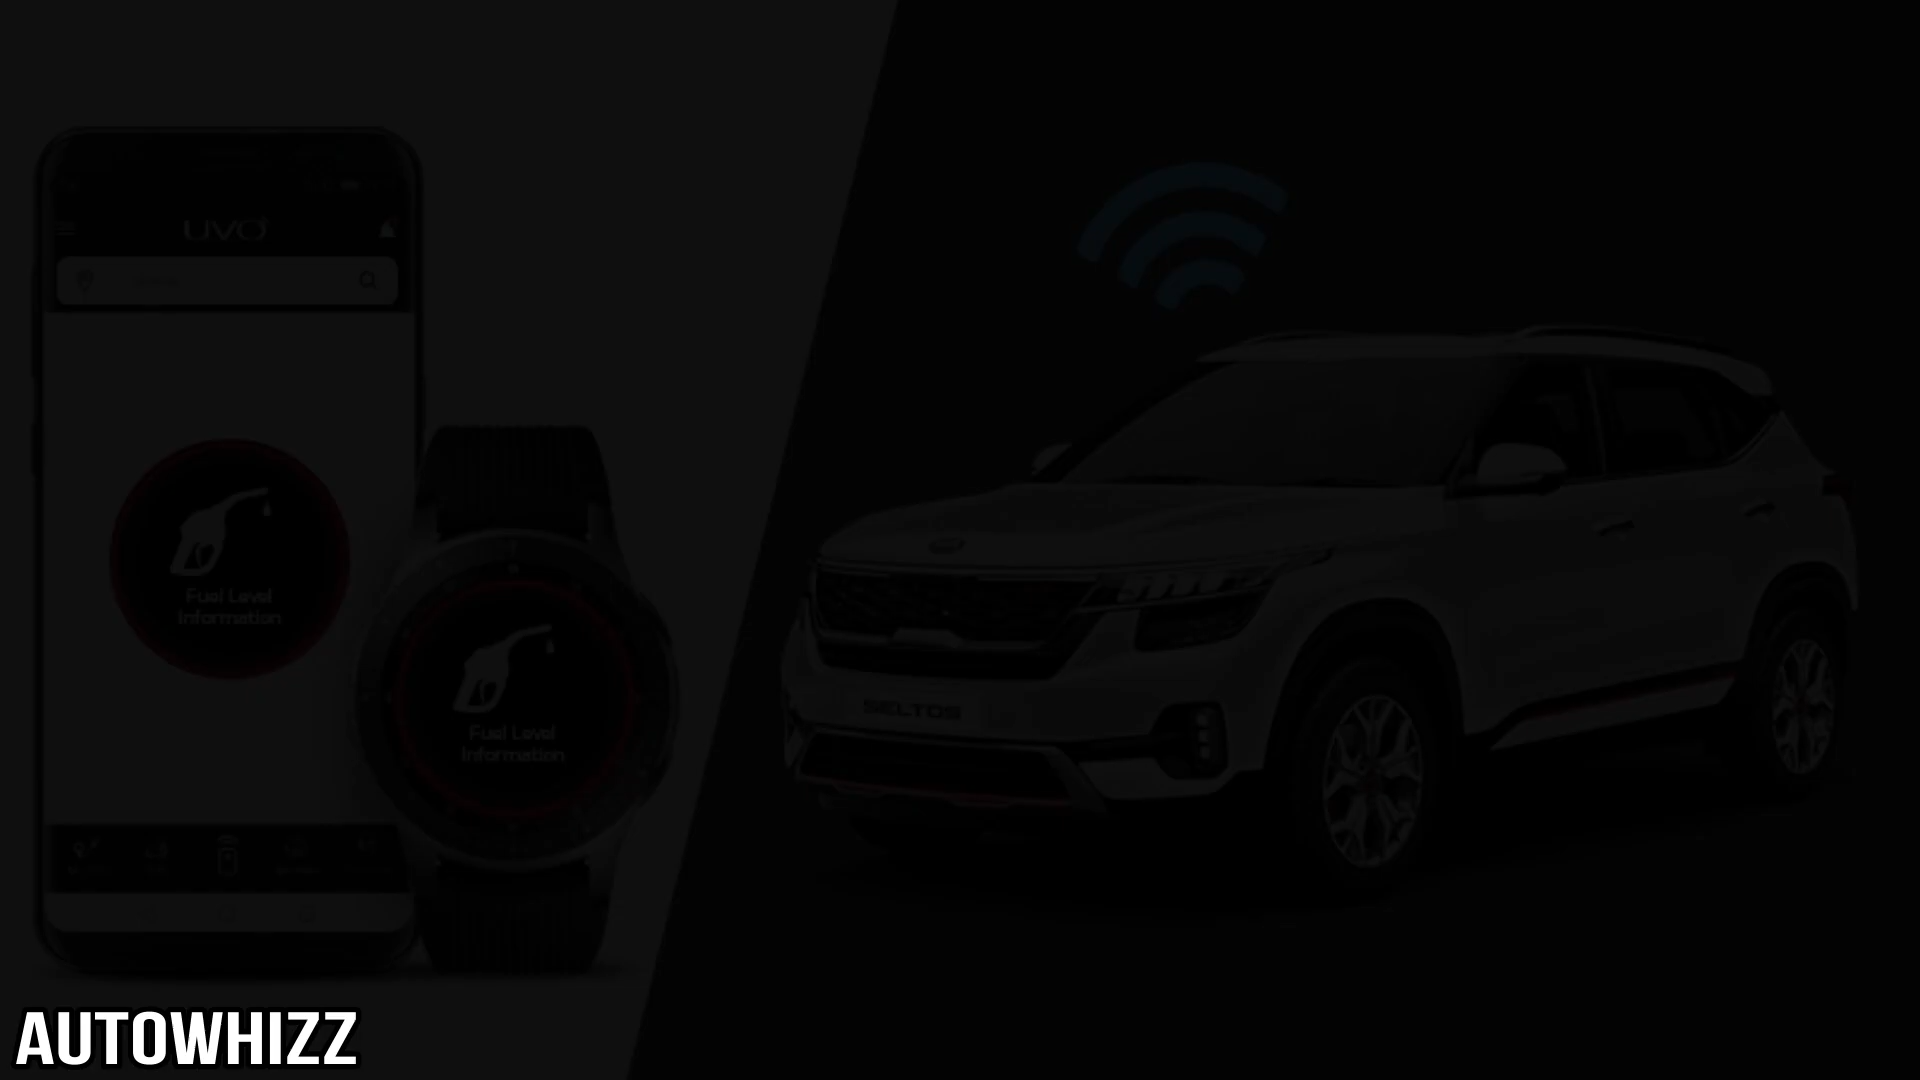 UVO
Fuel Level
Information
Fuel Level
Information
SELTOS
AUTOWHIZZ